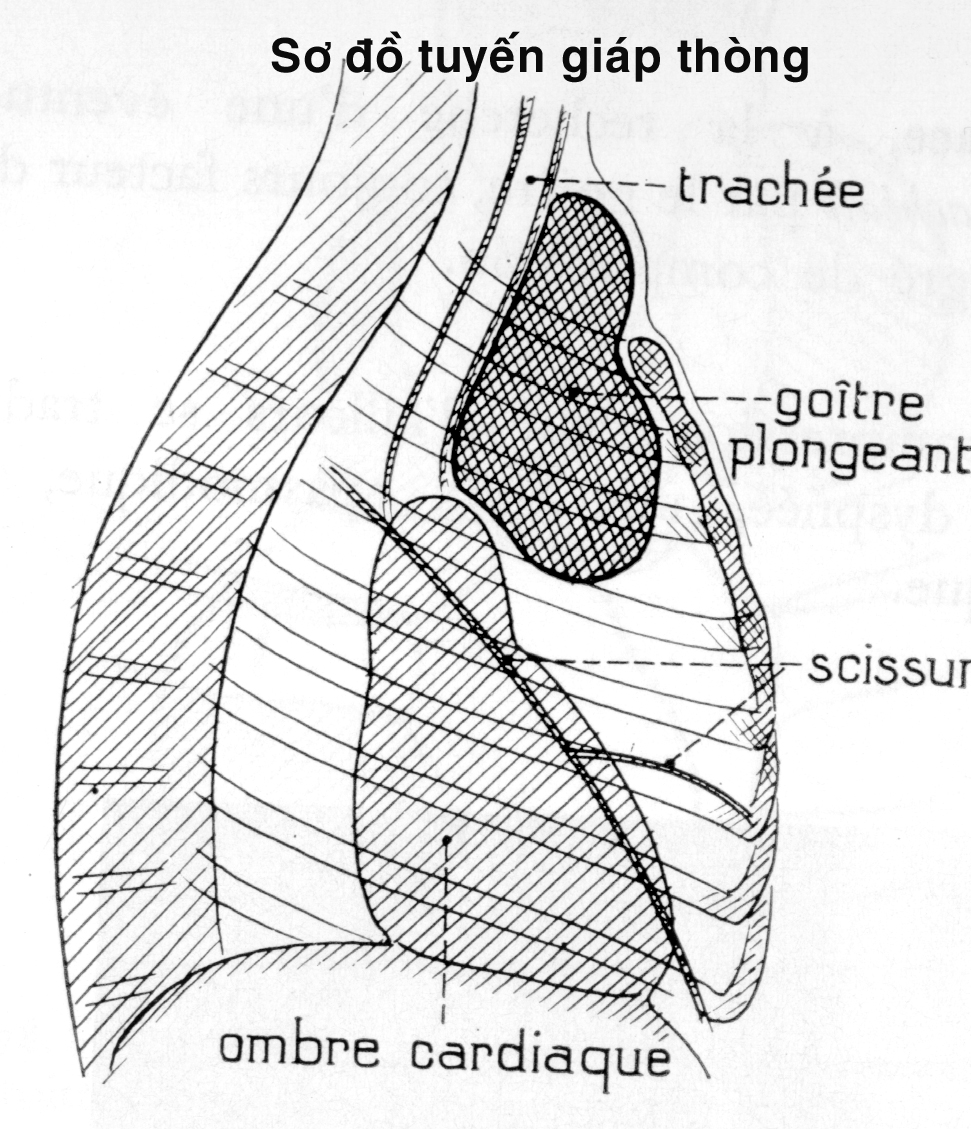 Sơ đồ tuyến giáp thòng
trachée
goître
plongeant
scissur
ombre cardiaque